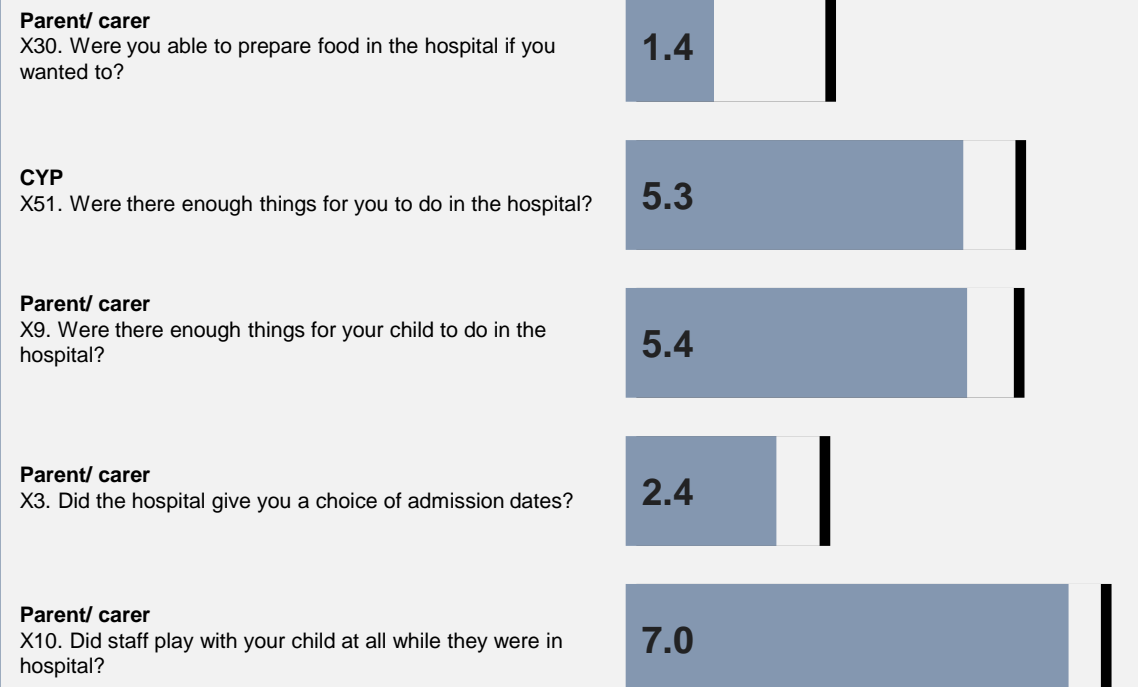 Parent/ carer
X30. Were you able to prepare food in the hospital if you
wanted to?
1.4
CYP
X51. Were there enough things for you to do in the hospital?
5.3
Parent/ carer
X9. Were there enough things for your child to do in the
hospital?
5.4
Parent/ carer
X3. Did the hospital give you a choice of admission dates?
2.4
Parent/ carer
X10. Did staff play with your child at all while they were in
hospital?
7.0